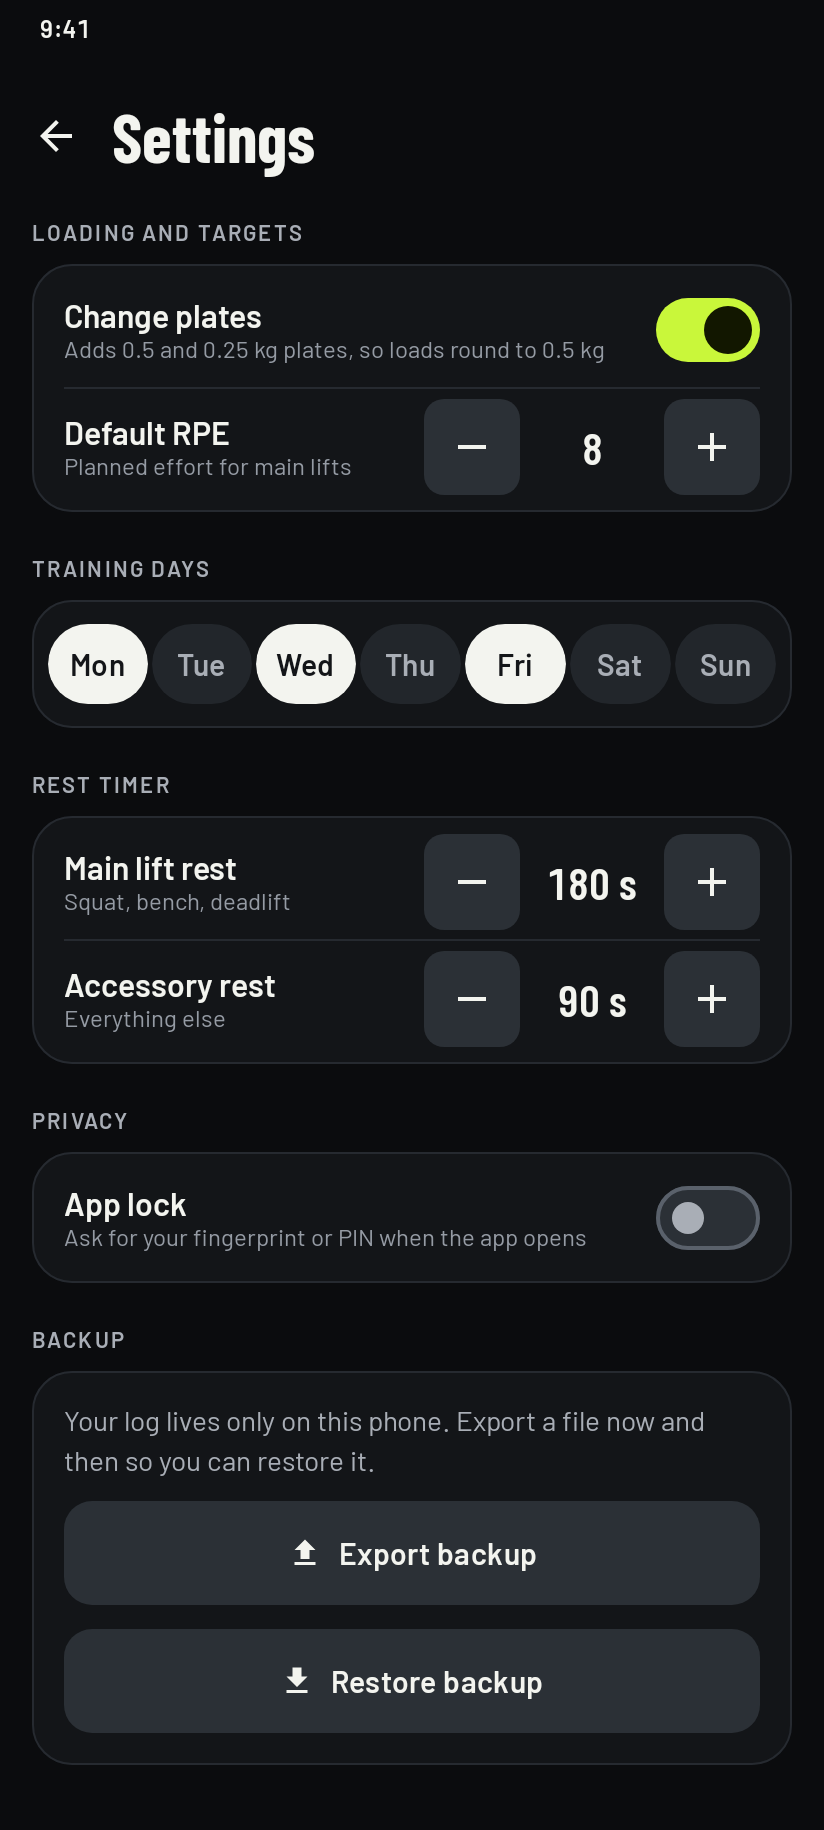 9:41
Settings
LOADING AND TARGETS
Change plates
Adds 0.5 and 0.25 kg plates, so loads round to 0.5 kg
Default RPE
Planned effort for main lifts
8
TRAINING DAYS
Mon Tue Wed Thu Fri Sat Sun
REST TIMER
Main lift rest
Squat, bench, deadlift
180 s
Accessory rest
Everything else
90 s
PRIVACY
App lock
Ask for your fingerprint or PIN when the app opens
BACKUP
Your log lives only on this phone. Export a file now and
then so you can restore it.
Export backup
Restore backup